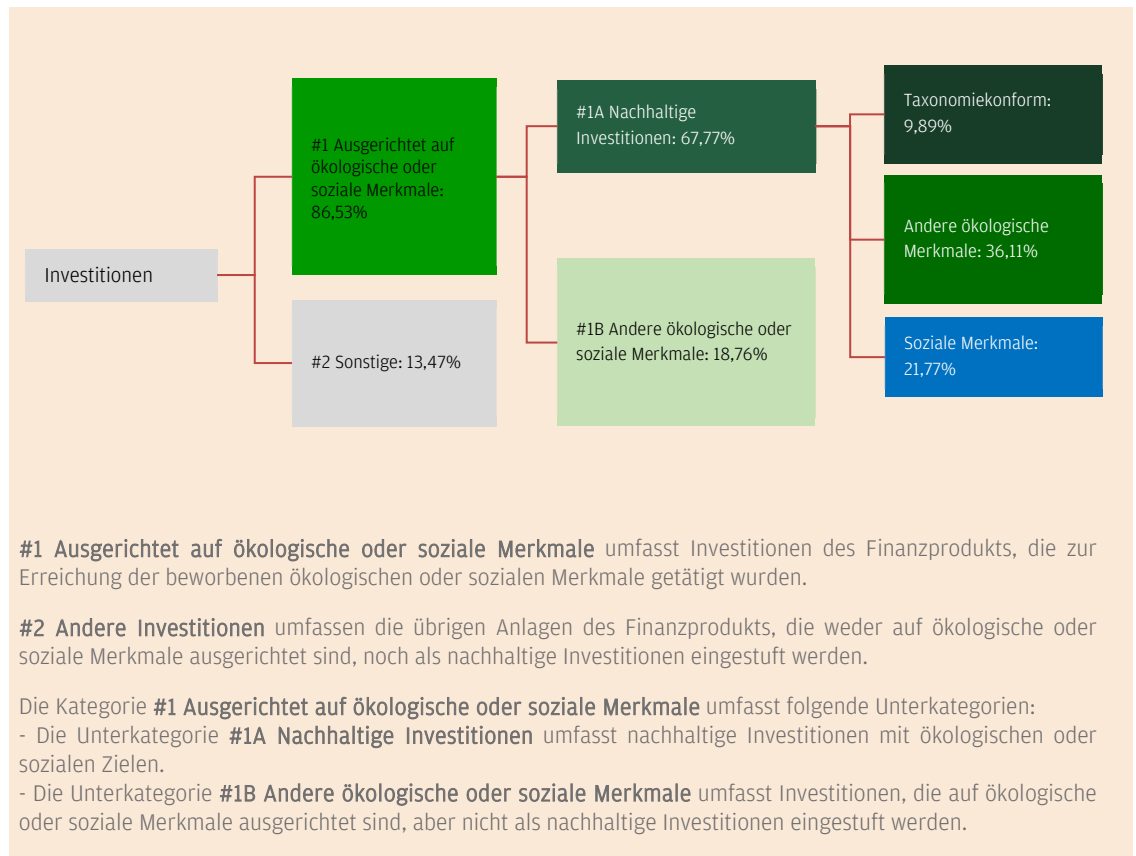 Investitionen
#1 Ausgerichtet auf
ökologische oder
soziale Merkmale:
86,53%
#2 Sonstige: 13,47%
#1A Nachhaltige
Investitionen: 67,77%
#1B Andere ökologische oder
soziale Merkmale: 18,76%
Taxonomiekonform:
9,89%
Andere ökologische
Merkmale: 36,11%
Soziale Merkmale:
21,77%
#1 Ausgerichtet auf ökologische oder soziale Merkmale umfasst Investitionen des Finanzprodukts, die zur
Erreichung der beworbenen ökologischen oder sozialen Merkmale getätigt wurden.
#2 Andere Investitionen umfassen die übrigen Anlagen des Finanzprodukts, die weder auf ökologische oder
soziale Merkmale ausgerichtet sind, noch als nachhaltige Investitionen eingestuft werden.
Die Kategorie #1 Ausgerichtet auf ökologische oder soziale Merkmale umfasst folgende Unterkategorien:
- Die Unterkategorie #1A Nachhaltige Investitionen umfasst nachhaltige Investitionen mit ökologischen oder
sozialen Zielen.
- Die Unterkategorie #1B Andere ökologische oder soziale Merkmale umfasst Investitionen, die auf ökologische
oder soziale Merkmale ausgerichtet sind, aber nicht als nachhaltige Investitionen eingestuft werden.